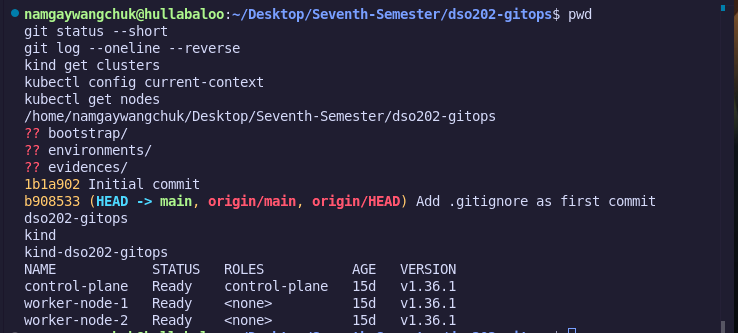 namgaywangchuk@hullabaloo:~/Desktop/Seventh-Semester/dso202-gitops$ pwd
git status --short
git log --oneline --reverse
kind get clusters
kubectl config current-context
kubectl get nodes
/home/namgaywangchuk/Desktop/Seventh-Semester/dso202-gitops
?? bootstrap/
?? environments/
?? evidences/
1b1a902 Initial commit
b908533 (HEAD -> main, origin/main, origin/HEAD) Add .gitignore as first commit
dso202-gitops
kind
kind-dso202-gitops
NAME STATUS ROLES AGE VERSION
control-plane Ready control-plane 15d v1.36.1
worker-node-1 Ready <none> 15d v1.36.1
worker-node-2 Ready <none> 15d v1.36.1